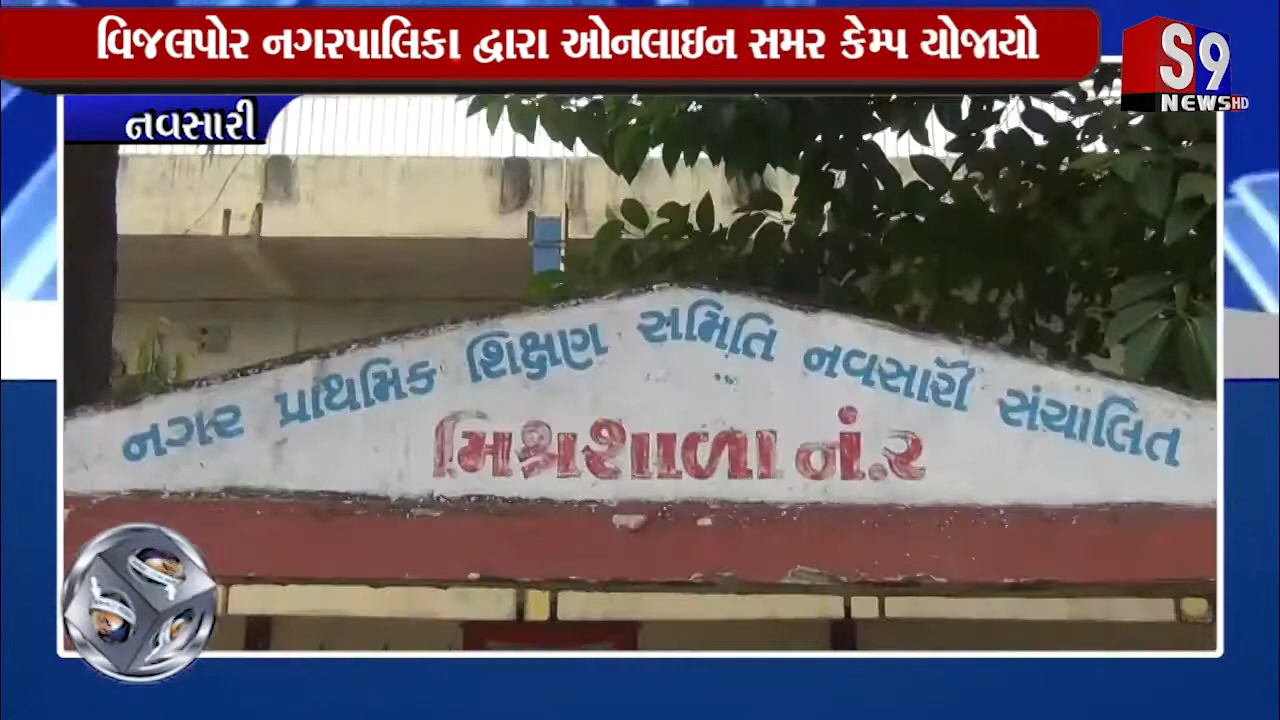 વિજલપોર નગરપાલિકા દ્વારા ઓનલાઇન સમર કેમ્પ યોજાયો
S9
NEWS HD
નવસારી
નગર પ્રાથમિક શિક્ષણ સમિતિ નવસારી સંચાલિત
મિશ્રશાળા નં.૨